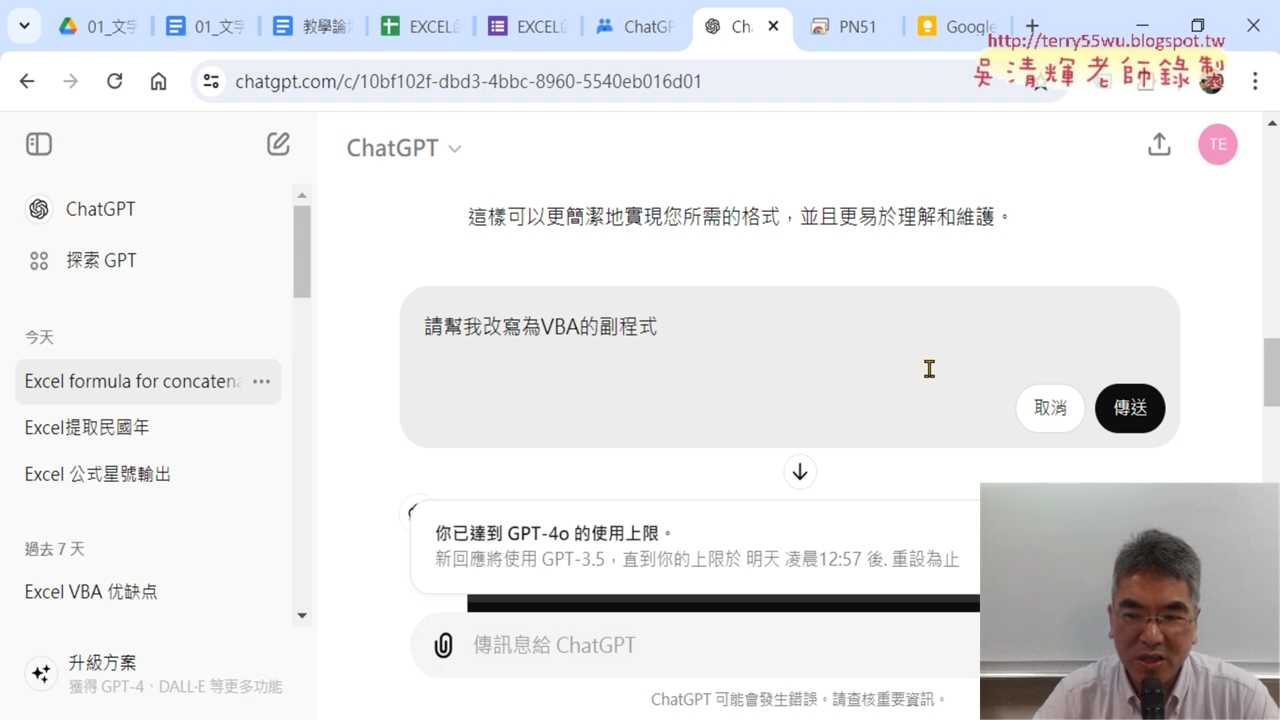 01_文字
01_文字
教學論
EXCEL
EXCEL
ChatGP
Ch
PN51
Google
http://terry55wu.blogspot.tw
吳清輝老師錄製
chatgpt.com/c/10bf102f-dba3-4bbc-8960-5540eb016d01
ChatGPT
TE
ChatGPT
探索 GPT
這樣可以更簡潔地實現您所需的格式，並且更易於理解和維護。
今天
請幫我改寫為VBA的副程式
Excel formula for concatena
取消
傳送
Excel提取民國年
Excel 公式星號輸出
你已達到 GPT-4o 的使用上限。
新回應將使用 GPT-3.5，直到你的上限於 明天 凌晨12:57 後. 重設為止
過去 7 天
Excel VBA 优缺点
傳訊息給 ChatGPT
升級方案
獲得 GPT-4、DALL·E 等更多功能
ChatGPT 可能會發生錯誤。請查核重要資訊。